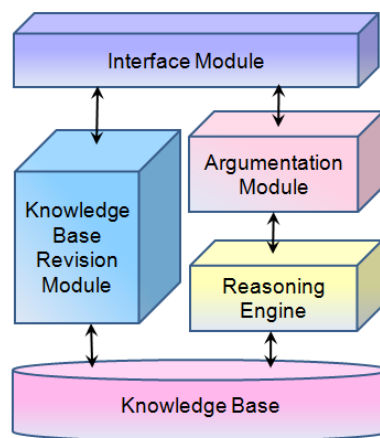 Interface Module
Knowledge
Base
Revision
Module
Argumentation
Module
Reasoning
Engine
Knowledge Base